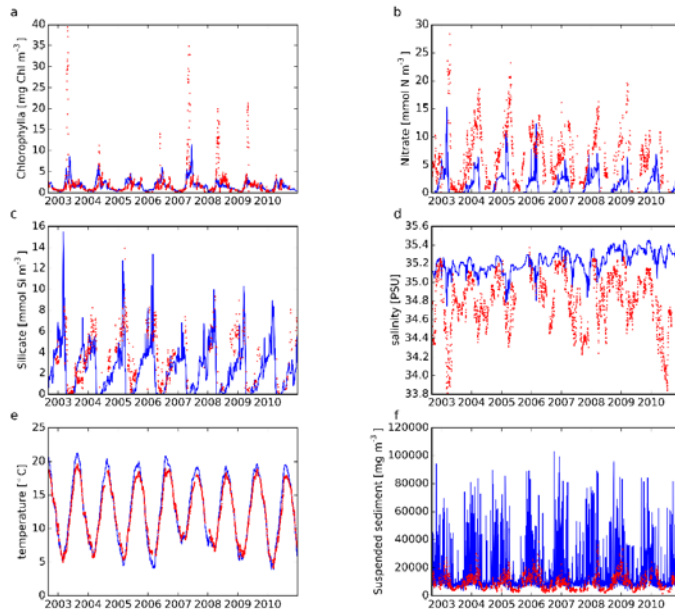 a
Chlorophylla [mg Chl m⁻³]
40
35
30
25
20
15
10
5
0
2003 2004 2005 2006 2007 2008 2009 2010
b
Nitrate [mmol N m⁻³]
30
25
20
15
10
5
0
2003 2004 2005 2006 2007 2008 2009 2010
c
Silicate [mmol Si m⁻³]
16
14
12
10
8
6
4
2
0
2003 2004 2005 2006 2007 2008 2009 2010
d
salinity [PSU]
35.6
35.4
35.2
35.0
34.8
34.6
34.4
34.2
34.0
33.8
2003 2004 2005 2006 2007 2008 2009 2010
e
temperature [°C]
25
20
15
10
5
0
2003 2004 2005 2006 2007 2008 2009 2010
f
Suspended sediment [mg m⁻³]
120000
100000
80000
60000
40000
20000
0
2003 2004 2005 2006 2007 2008 2009 2010